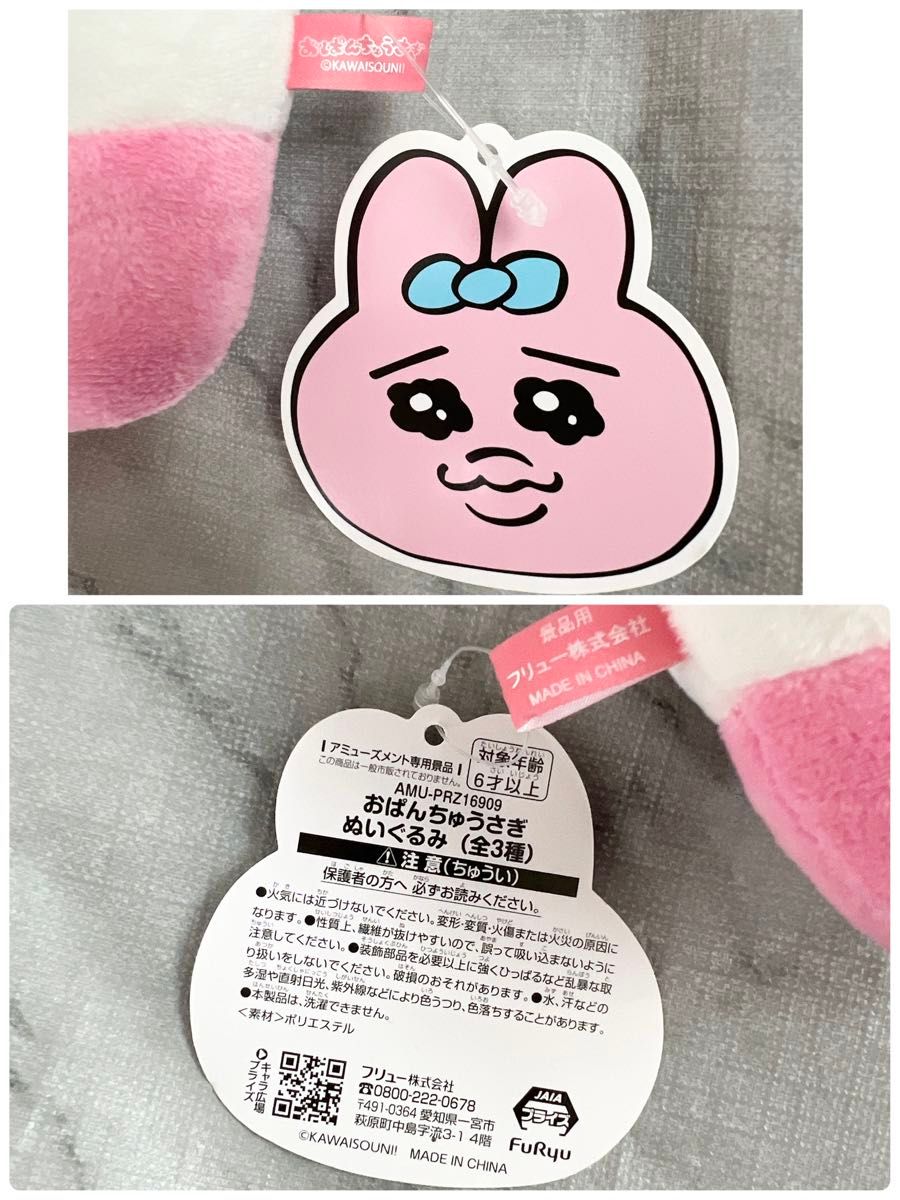 おぱんちゅうさぎ
©KAWAISOUNI!
景品用
フリュー株式会社
MADE IN CHINA
アミューズメント専用景品
この商品は一般市販されておりません。
対象年齢
6才以上
AMU-PRZ16909
おぱんちゅうさぎ
ぬいぐるみ（全3種）
注意（ちゅうい）
保護者の方へ 必ずお読みください。
●火気には近づけないでください。変形・変質・火傷または火災の原因に
なります。●性質上、繊維が抜けやすいので、誤って吸い込まないように
注意してください。●装飾部品を必要以上に強くひっぱるなど乱暴な取
り扱いをしないでください。破損のおそれがあります。●水、汗などの
多湿や直射日光、紫外線などにより色うつり、色落ちすることがあります。
●本製品は、洗濯できません。
＜素材＞ポリエステル
キャラ広場
プライズ
フリュー株式会社
☎0800-222-0678
〒491-0364 愛知県一宮市
萩原町中島字流3-1 4階
JAIA
プライズ
FuRyu
©KAWAISOUNI! MADE IN CHINA